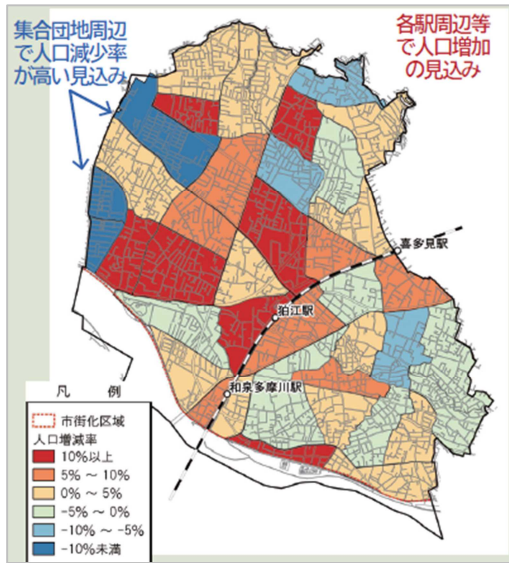 集合団地周辺
で人口減少率
が高い見込み
各駅周辺等
で人口増加
の見込み
喜多見駅
狛江駅
和泉多摩川駅
凡 例
市街化区域
人口増減率
10%以上
5% ～ 10%
0% ～ 5%
-5% ～ 0%
-10% ～ -5%
-10%未満